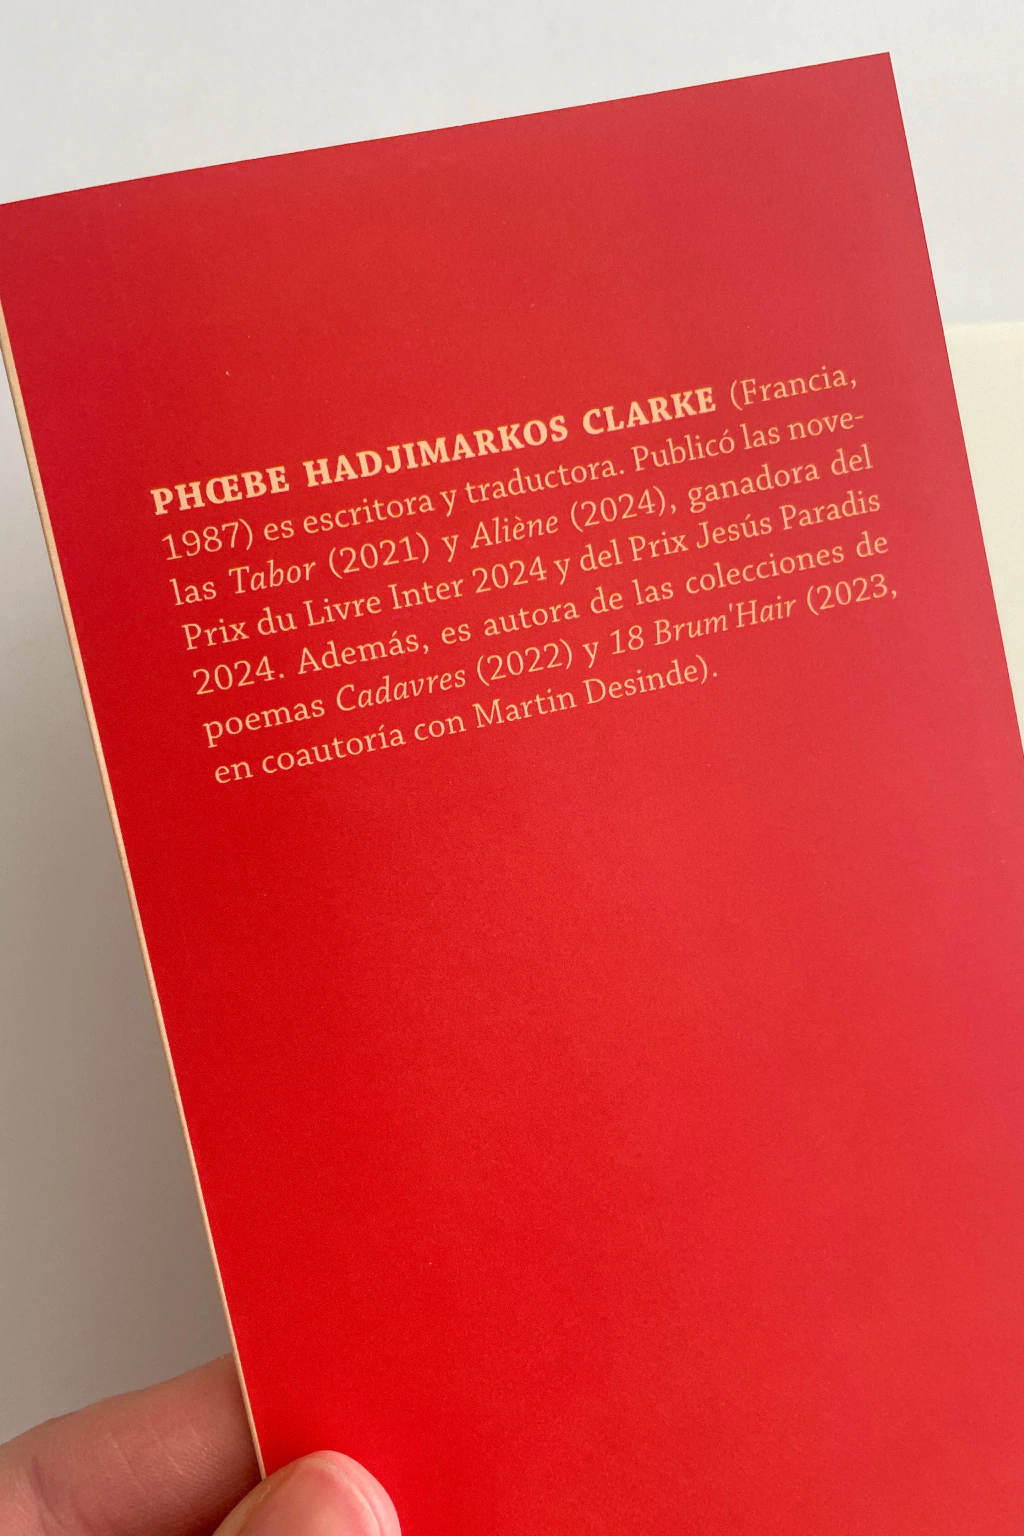 PHŒBE HADJIMARKOS CLARKE (Francia,
1987) es escritora y traductora. Publicó las nove-
las Tabor (2021) y Aliène (2024), ganadora del
Prix du Livre Inter 2024 y del Prix Jesús Paradis
2024. Además, es autora de las colecciones de
poemas Cadavres (2022) y 18 Brum'Hair (2023,
en coautoría con Martin Desinde).